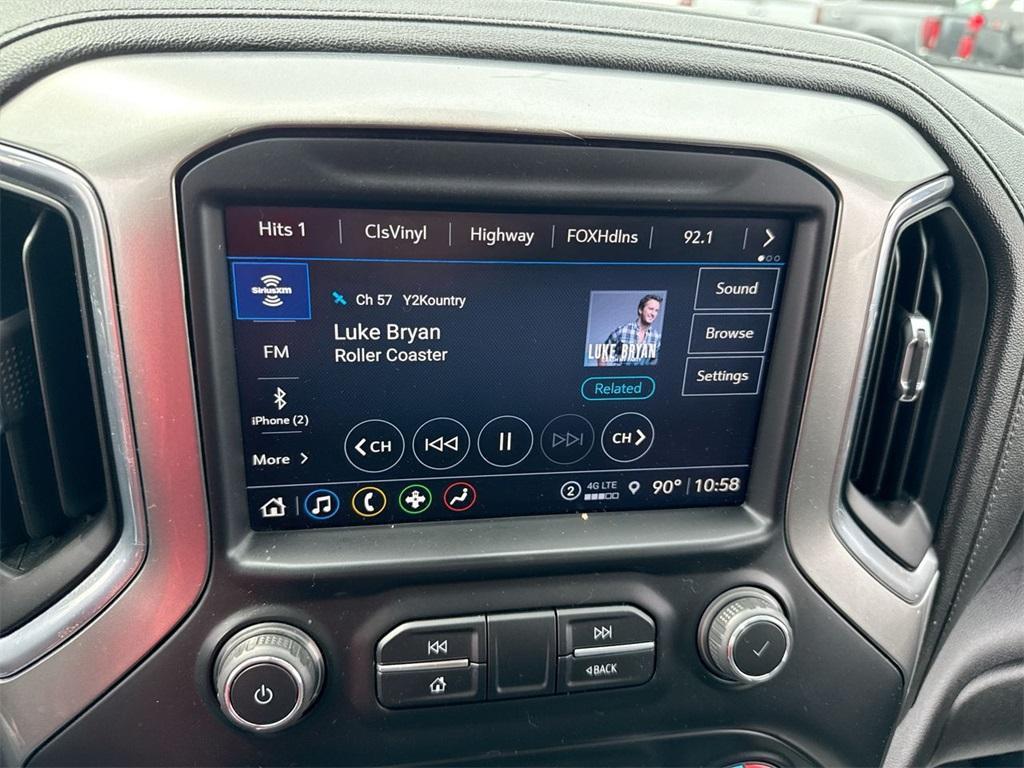 Hits 1 ClsVinyl Highway FOXHdlns 92.1
SiriusXM
Ch 57 Y2Kountry
Sound
Luke Bryan
Browse
Roller Coaster
LUKE BRYAN
FM
Settings
Related
iPhone (2)
CH CH
More
2 4G LTE 90° 10:58
BACK